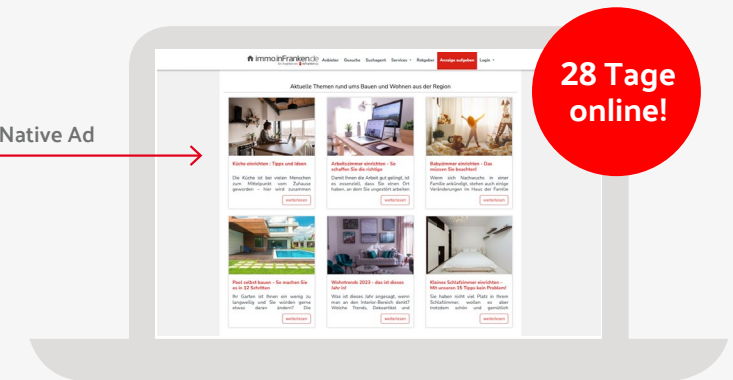 immoinFranken.de Anbieter Gesuche Suchagent Services Ratgeber Anzeige aufgeben Login
28 Tage
online!
Aktuelle Themen rund ums Bauen und Wohnen aus der Region
Native Ad
Küche einrichten - Tipps und Ideen
Die Küche ist bei vielen Menschen
zum Mittelpunkt vom Zuhause
geworden – hier wird zusammen
weiterlesen
Arbeitszimmer einrichten - So
schaffen Sie die richtige
Damit Ihnen die Arbeit gut gelingt, ist
es essenziell, dass Sie einen Ort
haben, an dem Sie ungestört arbeiten
weiterlesen
Babyzimmer einrichten - Das
müssen Sie beachten!
Wenn sich Nachwuchs in einer
Familie ankündigt, stehen auch einige
Veränderungen im Haus der Familie
weiterlesen
Pool selbst bauen - So machen Sie
es in 12 Schritten
Ihr Garten ist Ihnen ein wenig zu
langweilig und Sie würden gerne
etwas daran ändern? Die
weiterlesen
Wohntrends 2023 - das ist dieses
Jahr in!
Was ist dieses Jahr angesagt, wenn
man an den Interior-Bereich denkt?
Welche Trends, Dekoartikel und
weiterlesen
Kleines Schlafzimmer einrichten -
Mit unseren 15 Tipps kein Problem!
Sie haben nicht viel Platz in Ihrem
Schlafzimmer, wollen es aber
trotzdem schön und gemütlich
weiterlesen